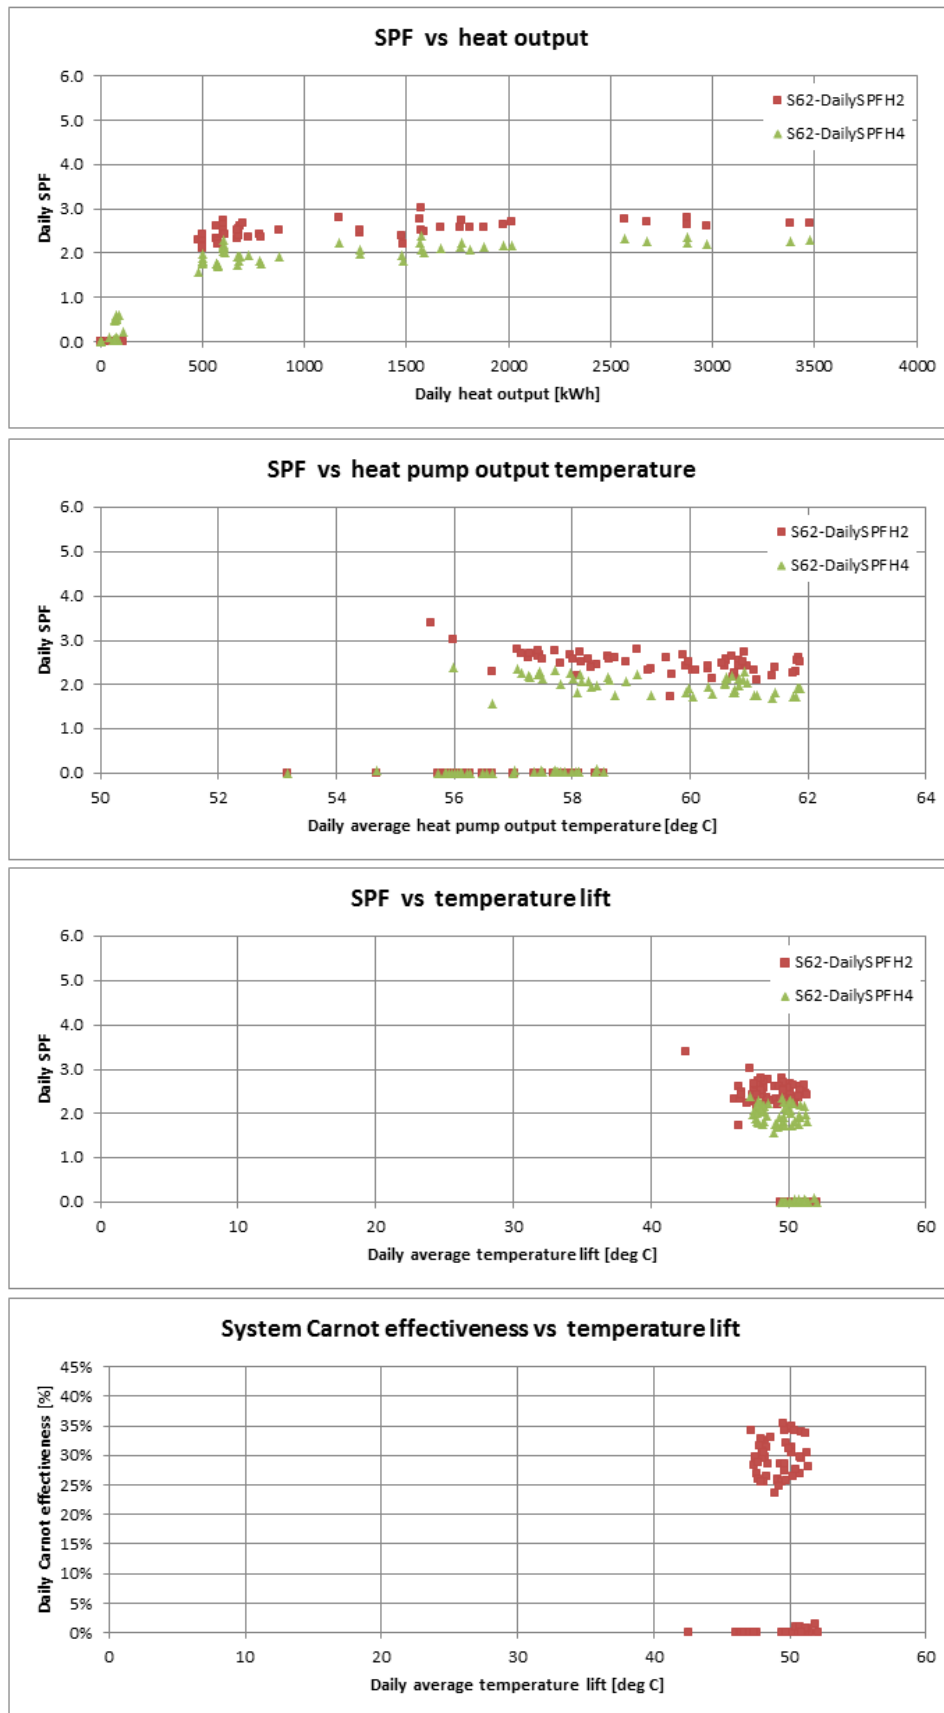 SPF vs heat output
6.0
5.0
4.0
3.0
2.0
1.0
0.0
Daily SPF
S62-DailySPFH2
S62-DailySPFH4
0 500 1000 1500 2000 2500 3000 3500 4000
Daily heat output [kWh]
SPF vs heat pump output temperature
6.0
5.0
4.0
3.0
2.0
1.0
0.0
Daily SPF
S62-DailySPFH2
S62-DailySPFH4
50 52 54 56 58 60 62 64
Daily average heat pump output temperature [deg C]
SPF vs temperature lift
6.0
5.0
4.0
3.0
2.0
1.0
0.0
Daily SPF
S62-DailySPFH2
S62-DailySPFH4
0 10 20 30 40 50 60
Daily average temperature lift [deg C]
System Carnot effectiveness vs temperature lift
45%
40%
35%
30%
25%
20%
15%
10%
5%
0%
Daily Carnot effectiveness [%]
0 10 20 30 40 50 60
Daily average temperature lift [deg C]